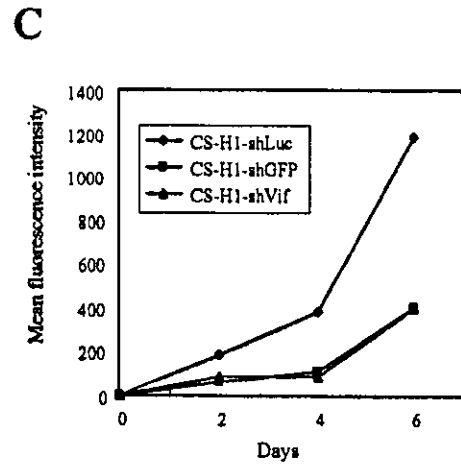 C
1400
1200
1000
800
600
400
200
0
Mean fluorescence intensity
CS-H1-shLuc
CS-H1-shGFP
CS-H1-shVif
0 2 4 6
Days